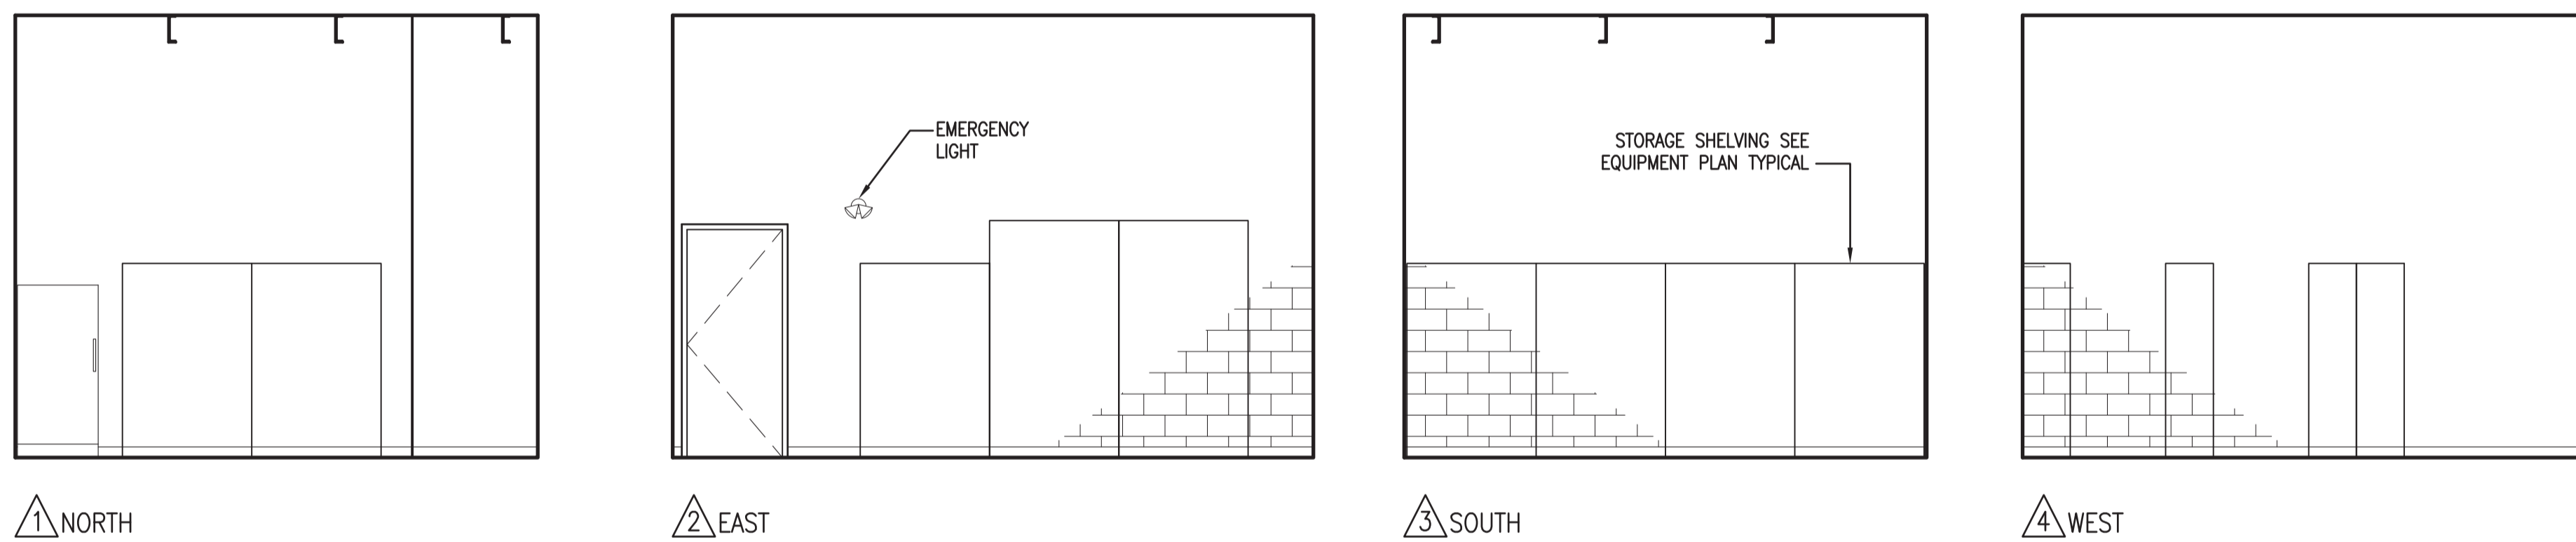 EMERGENCY
LIGHT
STORAGE SHELVING SEE
EQUIPMENT PLAN TYPICAL
1 NORTH
2 EAST
3 SOUTH
4 WEST